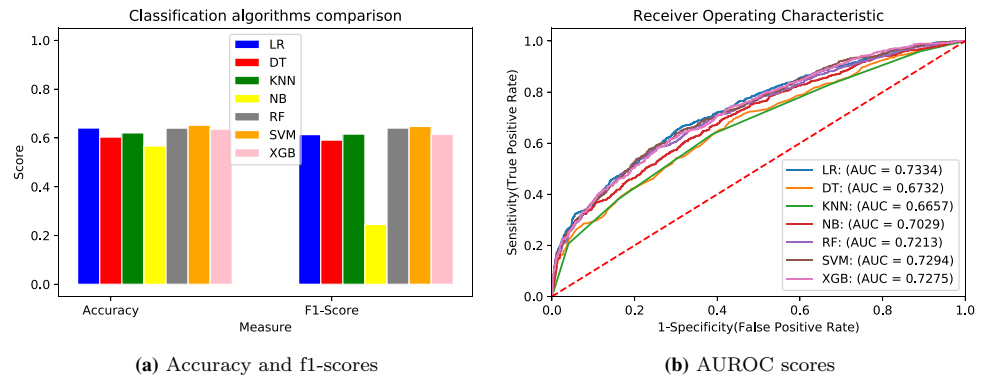 Classification algorithms comparison
1.0
0.8
0.6
0.4
0.2
0.0
Score
LR
DT
KNN
NB
RF
SVM
XGB
Accuracy
F1-Score
Measure
(a) Accuracy and f1-scores
Receiver Operating Characteristic
1.0
0.8
0.6
0.4
0.2
0.0
Sensitivity(True Positive Rate)
LR: (AUC = 0.7334)
DT: (AUC = 0.6732)
KNN: (AUC = 0.6657)
NB: (AUC = 0.7029)
RF: (AUC = 0.7213)
SVM: (AUC = 0.7294)
XGB: (AUC = 0.7275)
0.0 0.2 0.4 0.6 0.8 1.0
1-Specificity(False Positive Rate)
(b) AUROC scores